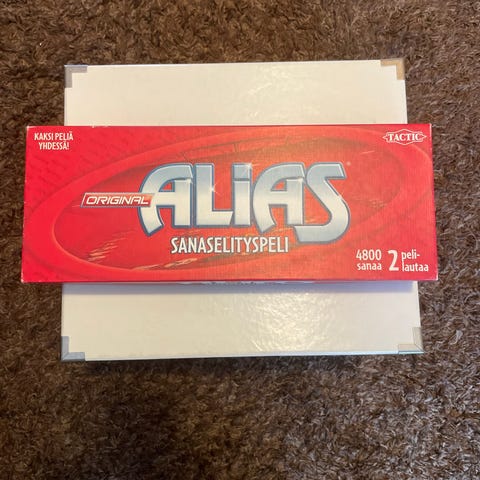 KAKSI PELIÄ
YHDESSÄ!
TACTIC
ORIGINAL
ALiAS
SANASELITYSPELI
4800
sanaa
2 peli-
lautaa